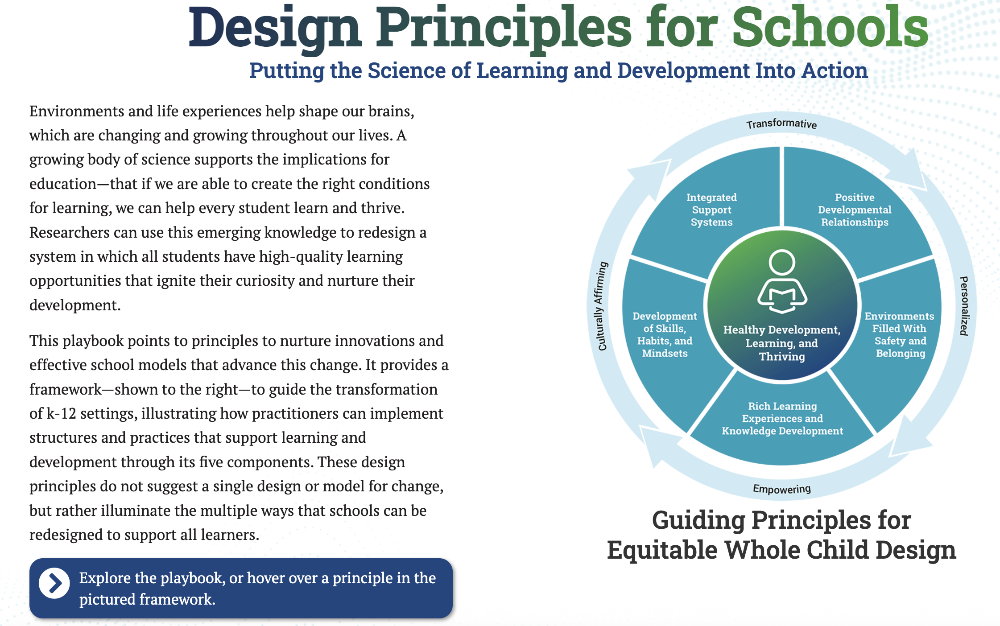 Design Principles for Schools
Putting the Science of Learning and Development Into Action
Environments and life experiences help shape our brains,
which are changing and growing throughout our lives. A
growing body of science supports the implications for
education—that if we are able to create the right conditions
for learning, we can help every student learn and thrive.
Researchers can use this emerging knowledge to redesign a
system in which all students have high-quality learning
opportunities that ignite their curiosity and nurture their
development.
This playbook points to principles to nurture innovations and
effective school models that advance this change. It provides a
framework—shown to the right—to guide the transformation
of k-12 settings, illustrating how practitioners can implement
structures and practices that support learning and
development through its five components. These design
principles do not suggest a single design or model for change,
but rather illuminate the multiple ways that schools can be
redesigned to support all learners.
Explore the playbook, or hover over a principle in the
pictured framework.
Transformative
Integrated
Support
Systems
Positive
Developmental
Relationships
Culturally Affirming
Personalized
Development
of Skills,
Habits, and
Mindsets
Healthy Development,
Learning, and
Thriving
Environments
Filled With
Safety and
Belonging
Rich Learning
Experiences and
Knowledge Development
Empowering
Guiding Principles for
Equitable Whole Child Design